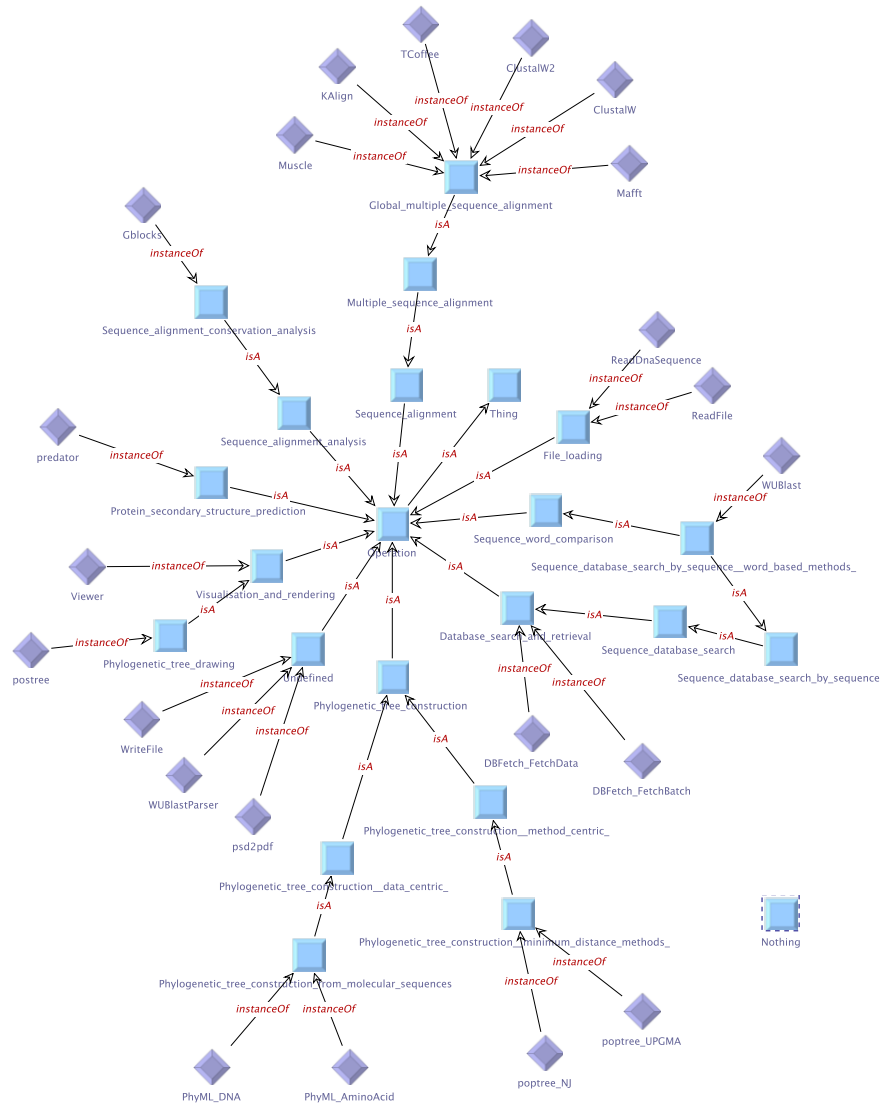 TCoffee
ClustalW2
KAlign
ClustalW
instanceOf
instanceOf
instanceOf
instanceOf
Muscle
instanceOf
instanceOf
Mafft
Global_multiple_sequence_alignment
isA
Gblocks
instanceOf
Multiple_sequence_alignment
Sequence_alignment_conservation_analysis
isA
isA
ReadDnaSequence
instanceOf
Sequence_alignment
Thing
instanceOf
ReadFile
Sequence_alignment_analysis
File_loading
predator
instanceOf
isA
isA
isA
isA
WUBlast
instanceOf
isA
Protein_secondary_structure_prediction
isA
isA
Sequence_word_comparison
Operation
Sequence_database_search_by_sequence__word_based_methods_
isA
instanceOf
Viewer
Visualisation_and_rendering
isA
isA
isA
isA
isA
instanceOf
postree
Phylogenetic_tree_drawing
Database_search_and_retrieval
isA
isA
Sequence_database_search
Sequence_database_search_by_sequence
Undefined
instanceOf
instanceOf
instanceOf
instanceOf
instanceOf
Phylogenetic_tree_construction
isA
WriteFile
DBFetch_FetchData
DBFetch_FetchBatch
WUBlastParser
isA
psd2pdf
Phylogenetic_tree_construction__method_centric_
isA
Phylogenetic_tree_construction__data_centric_
isA
Phylogenetic_tree_construction__minimum_distance_methods_
Nothing
instanceOf
Phylogenetic_tree_construction_from_molecular_sequences
instanceOf
instanceOf
instanceOf
poptree_UPGMA
poptree_NJ
PhyML_DNA
PhyML_AminoAcid